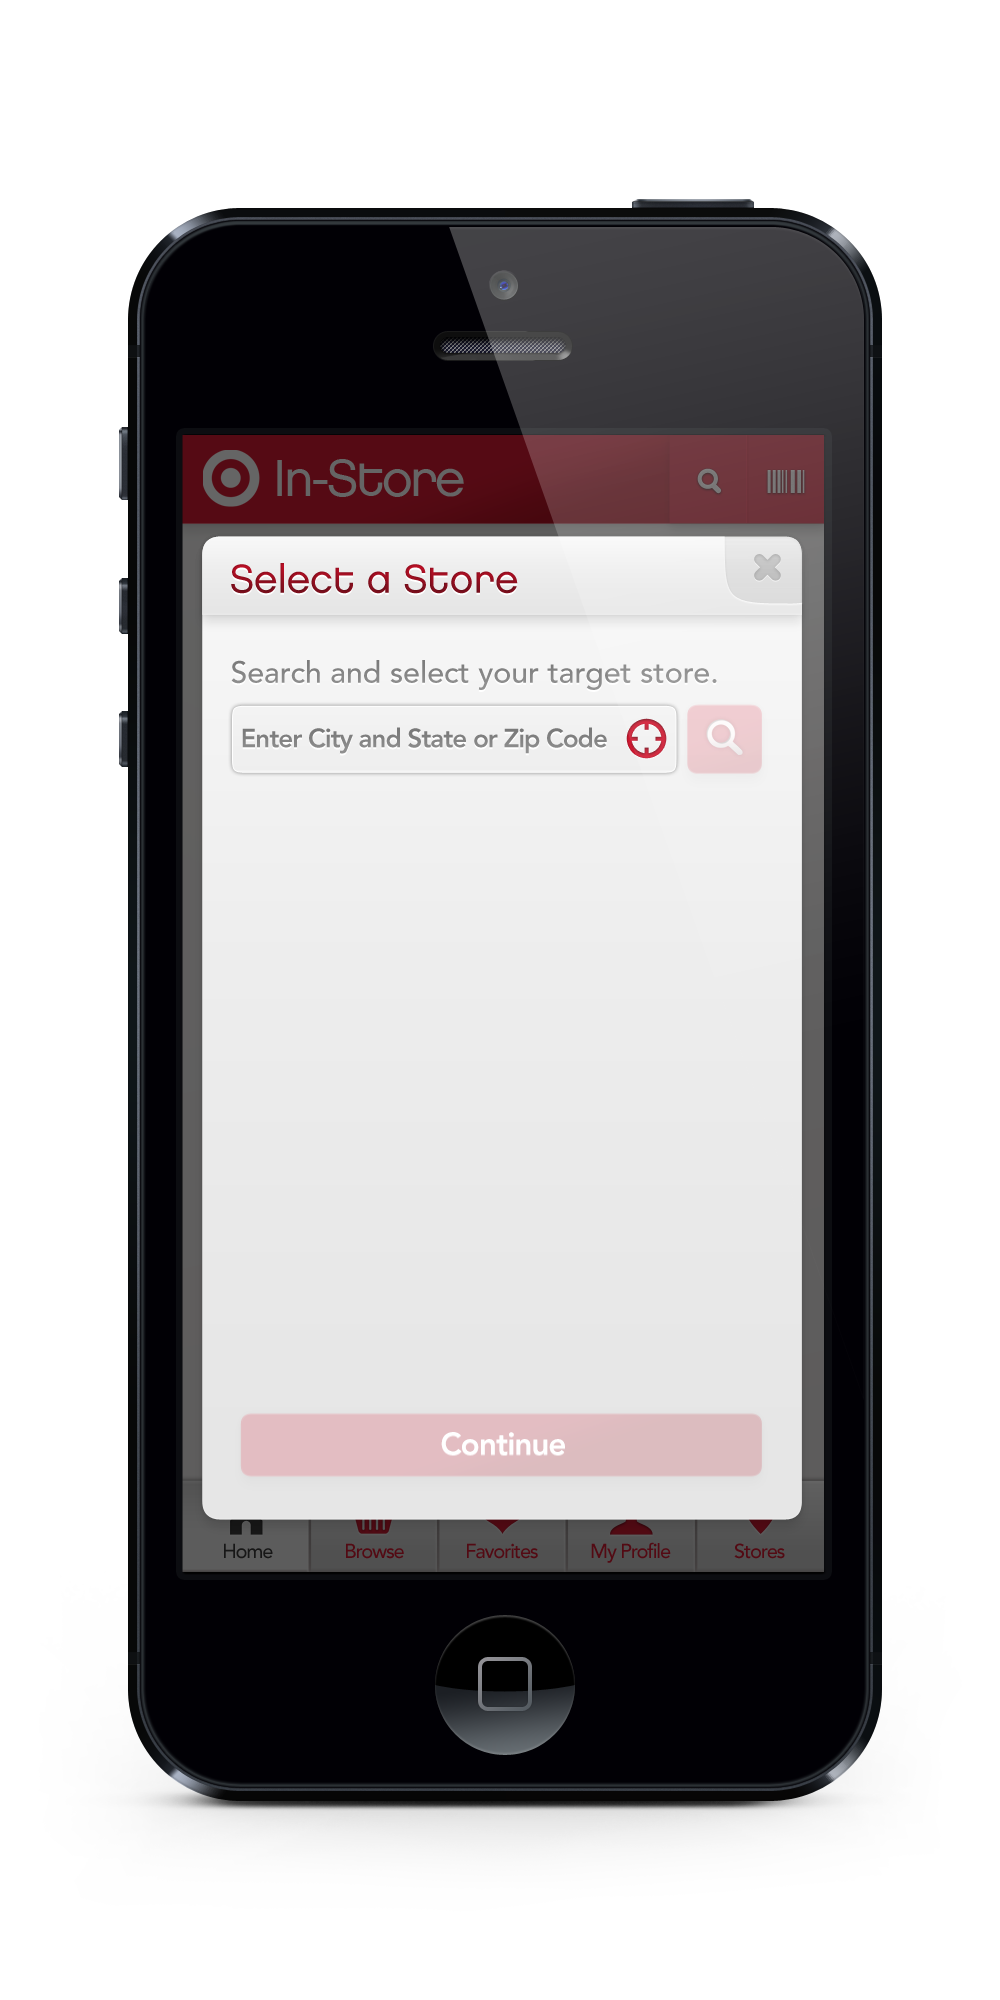 In-Store
Select a Store
Search and select your target store.
Enter City and State or Zip Code
Continue
Home
Browse
Favorites
My Profile
Stores